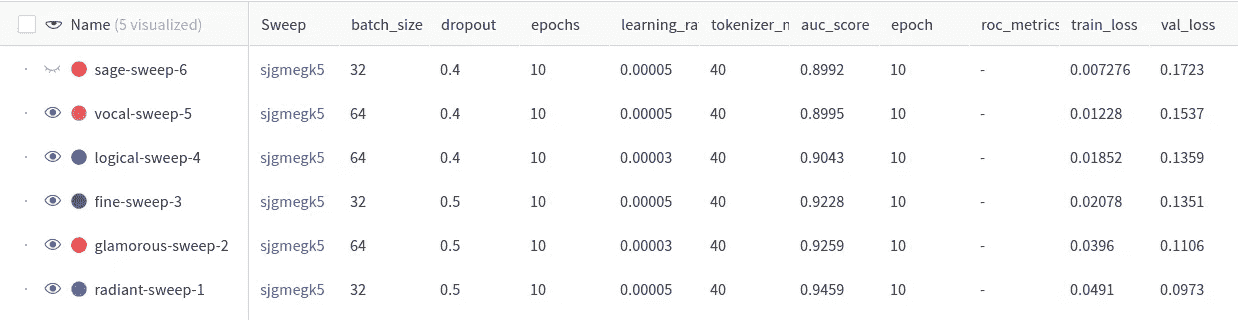 Name (5 visualized) Sweep batch_size dropout epochs learning_ra tokenizer_n auc_score epoch roc_metrics train_loss val_loss
sage-sweep-6 sjgmegk5 32 0.4 10 0.00005 40 0.8992 10 - 0.007276 0.1723
vocal-sweep-5 sjgmegk5 64 0.4 10 0.00005 40 0.8995 10 - 0.01228 0.1537
logical-sweep-4 sjgmegk5 64 0.4 10 0.00003 40 0.9043 10 - 0.01852 0.1359
fine-sweep-3 sjgmegk5 32 0.5 10 0.00005 40 0.9228 10 - 0.02078 0.1351
glamorous-sweep-2 sjgmegk5 64 0.5 10 0.00003 40 0.9259 10 - 0.0396 0.1106
radiant-sweep-1 sjgmegk5 32 0.5 10 0.00005 40 0.9459 10 - 0.0491 0.0973